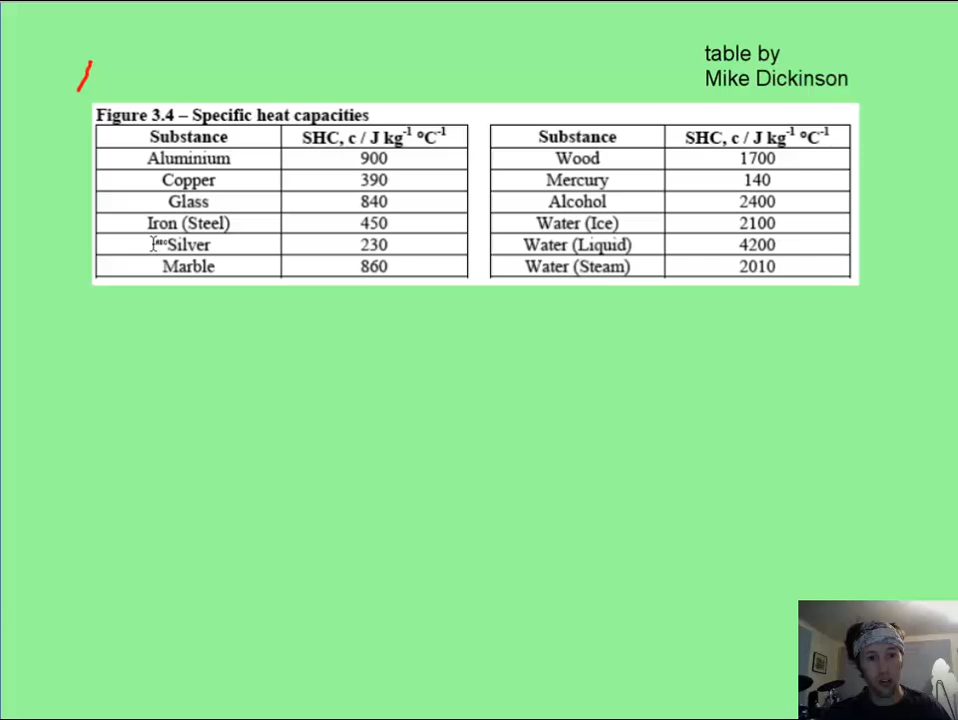 table by
Mike Dickinson
Figure 3.4 – Specific heat capacities
Substance SHC, c / J kg⁻¹ °C⁻¹ Substance SHC, c / J kg⁻¹ °C⁻¹
Aluminium 900 Wood 1700
Copper 390 Mercury 140
Glass 840 Alcohol 2400
Iron (Steel) 450 Water (Ice) 2100
Silver 230 Water (Liquid) 4200
Marble 860 Water (Steam) 2010